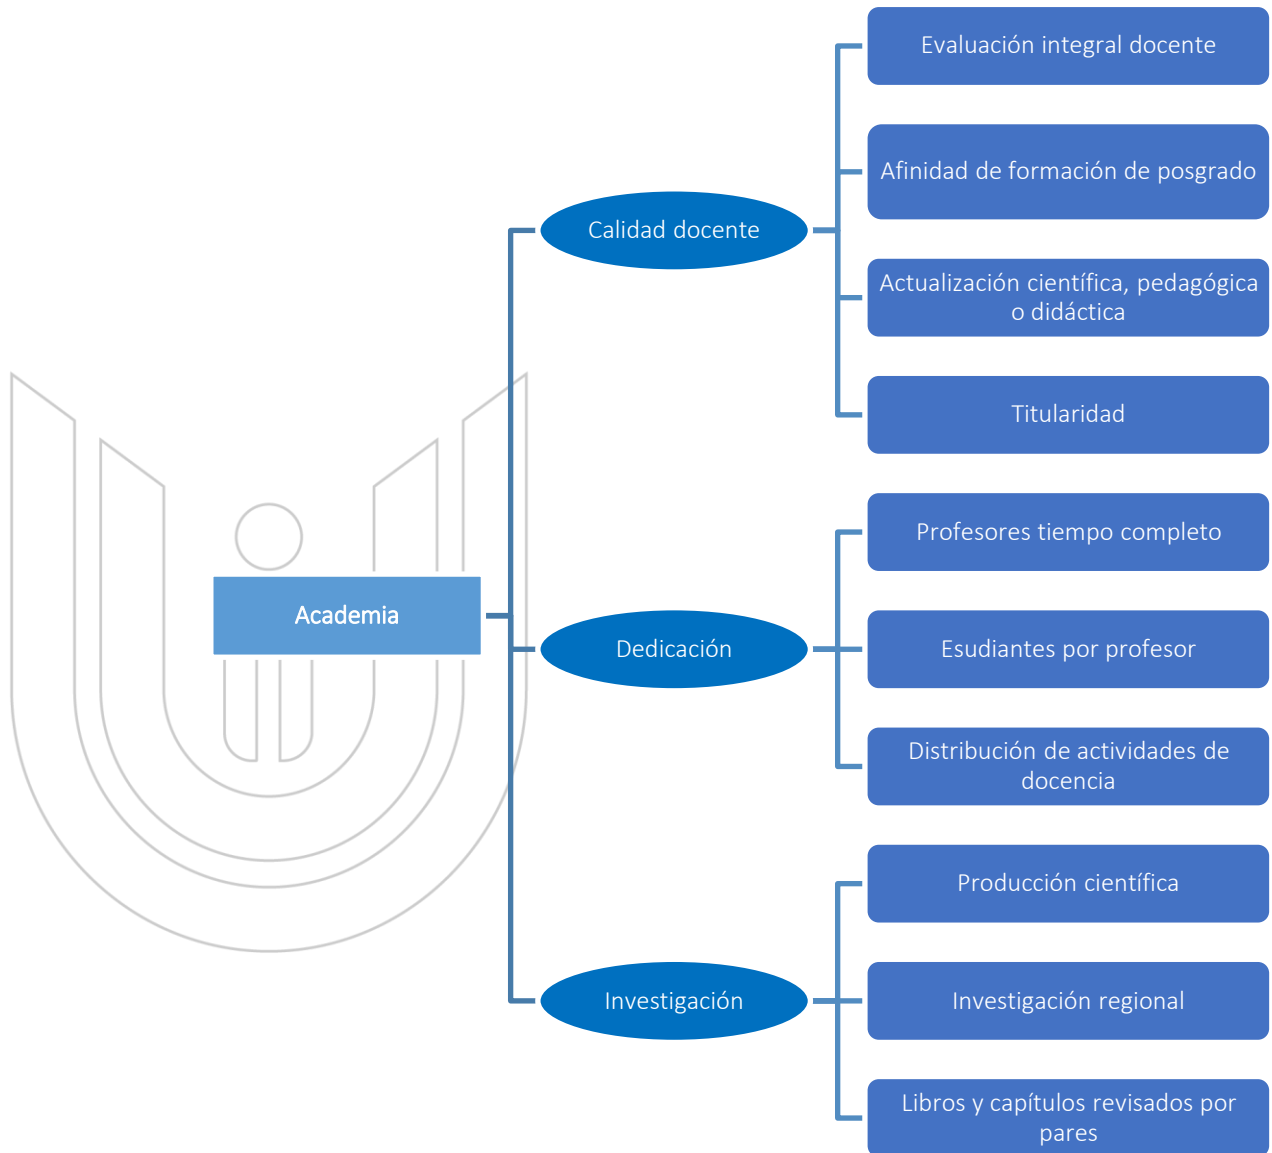 Academia
Calidad docente
Evaluación integral docente
Afinidad de formación de posgrado
Actualización científica, pedagógica
o didáctica
Titularidad
Dedicación
Profesores tiempo completo
Esudiantes por profesor
Distribución de actividades de
docencia
Investigación
Producción científica
Investigación regional
Libros y capítulos revisados por
pares